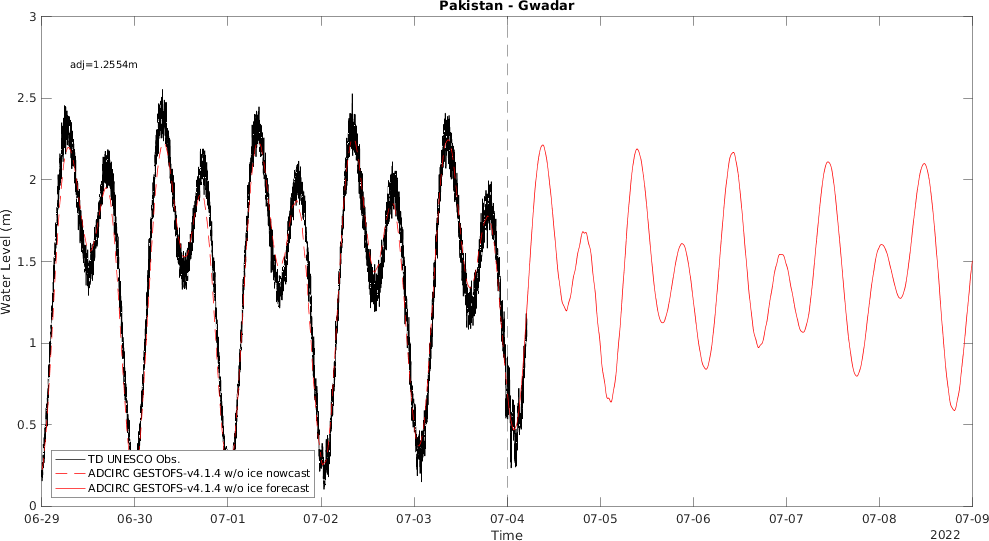 Pakistan - Gwadar
3
adj=1.2554m
2.5
2
1.5
Water Level (m)
1
0.5
TD UNESCO Obs.
ADCIRC GESTOFS-v4.1.4 w/o ice nowcast
ADCIRC GESTOFS-v4.1.4 w/o ice forecast
0
06-29 06-30 07-01 07-02 07-03 07-04 07-05 07-06 07-07 07-08 07-09
Time
2022